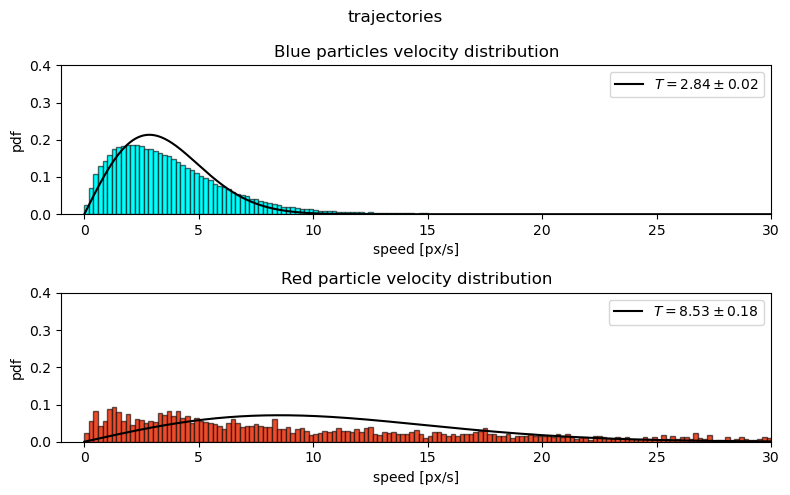 trajectories
Blue particles velocity distribution
0.4
0.3
0.2
0.1
0.0
pdf
T = 2.84 ± 0.02
0 5 10 15 20 25 30
speed [px/s]
Red particle velocity distribution
0.4
0.3
0.2
0.1
0.0
pdf
T = 8.53 ± 0.18
0 5 10 15 20 25 30
speed [px/s]